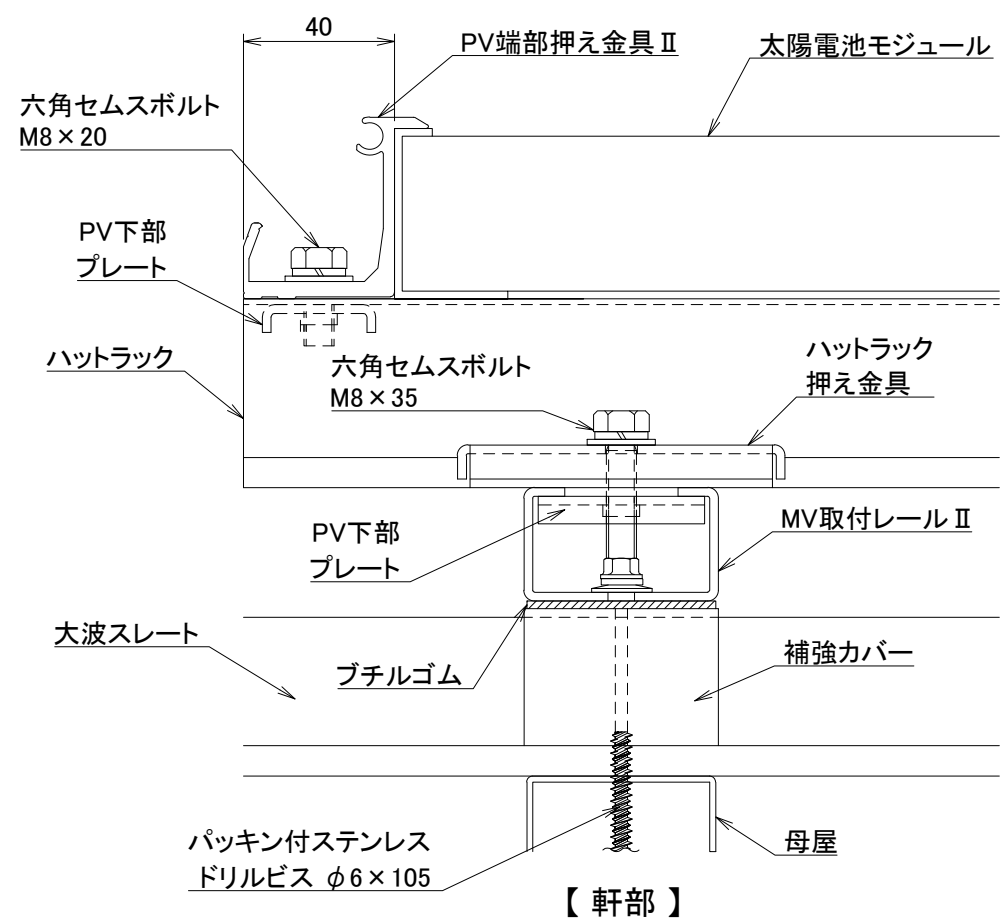 40
PV端部押え金具Ⅱ
太陽電池モジュール
六角セムスボルト
M8×20
PV下部
プレート
ハットラック
六角セムスボルト
M8×35
ハットラック
押え金具
PV下部
プレート
MV取付レールⅡ
大波スレート
ブチルゴム
補強カバー
パッキン付ステンレス
ドリルビス φ6×105
母屋
【 軒部 】